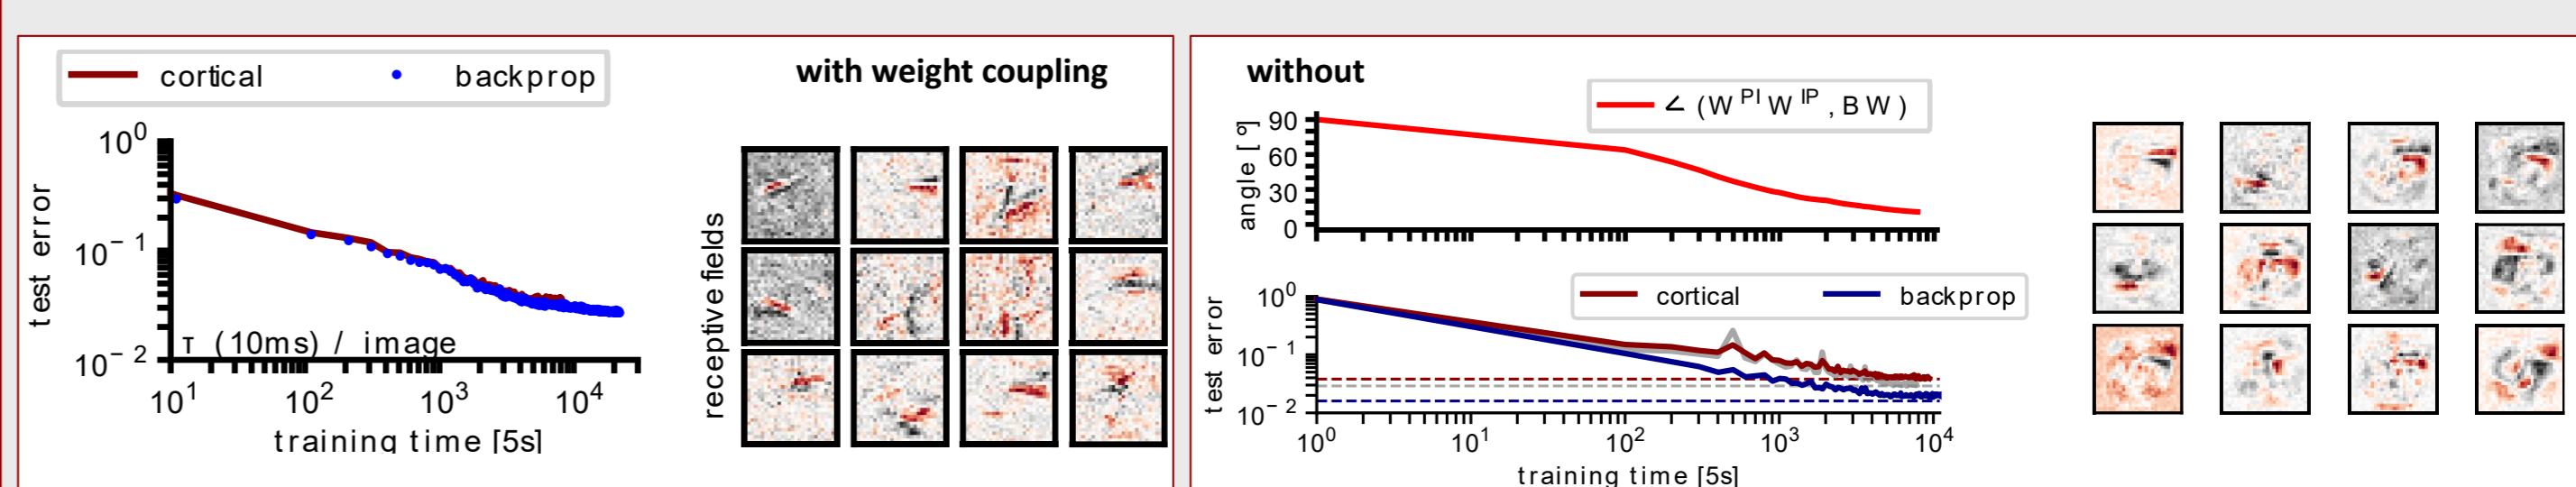 cortical backprop
with weight coupling
10^0
10^-1
10^-2
test error
τ (10ms) / image
10^1 10^2 10^3 10^4
training time [5s]
receptive fields
without
∠ (W^PI W^IP , B W )
90
60
30
0
angle [°]
cortical backprop
10^0
10^-1
10^-2
test error
10^0 10^1 10^2 10^3 10^4
training time [5s]